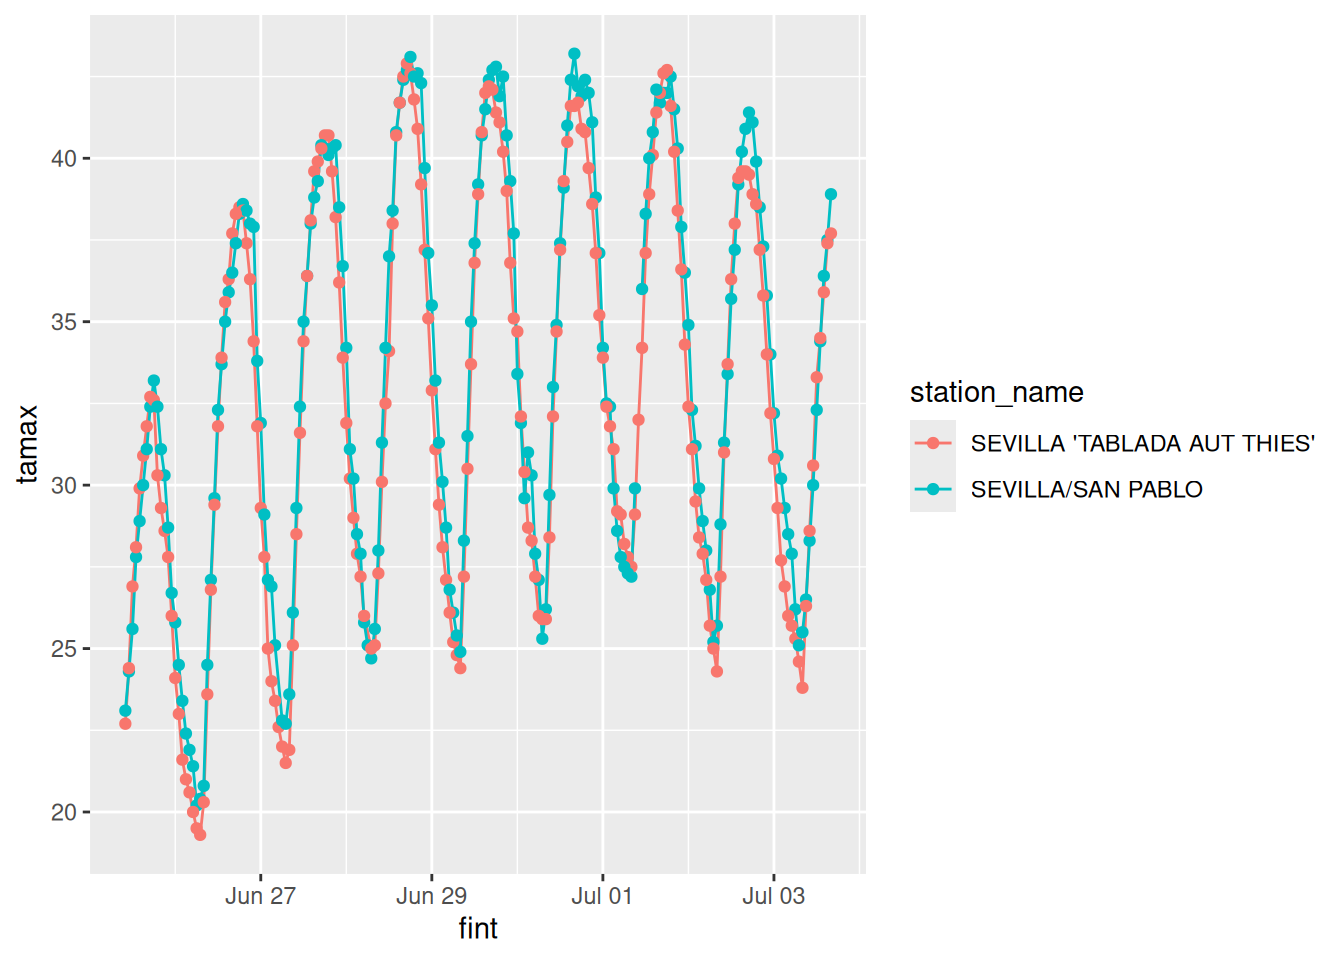 40
35
30
25
20
tamax
Jun 27
Jun 29
Jul 01
Jul 03
fint
station_name
SEVILLA 'TABLADA AUT THIES'
SEVILLA/SAN PABLO